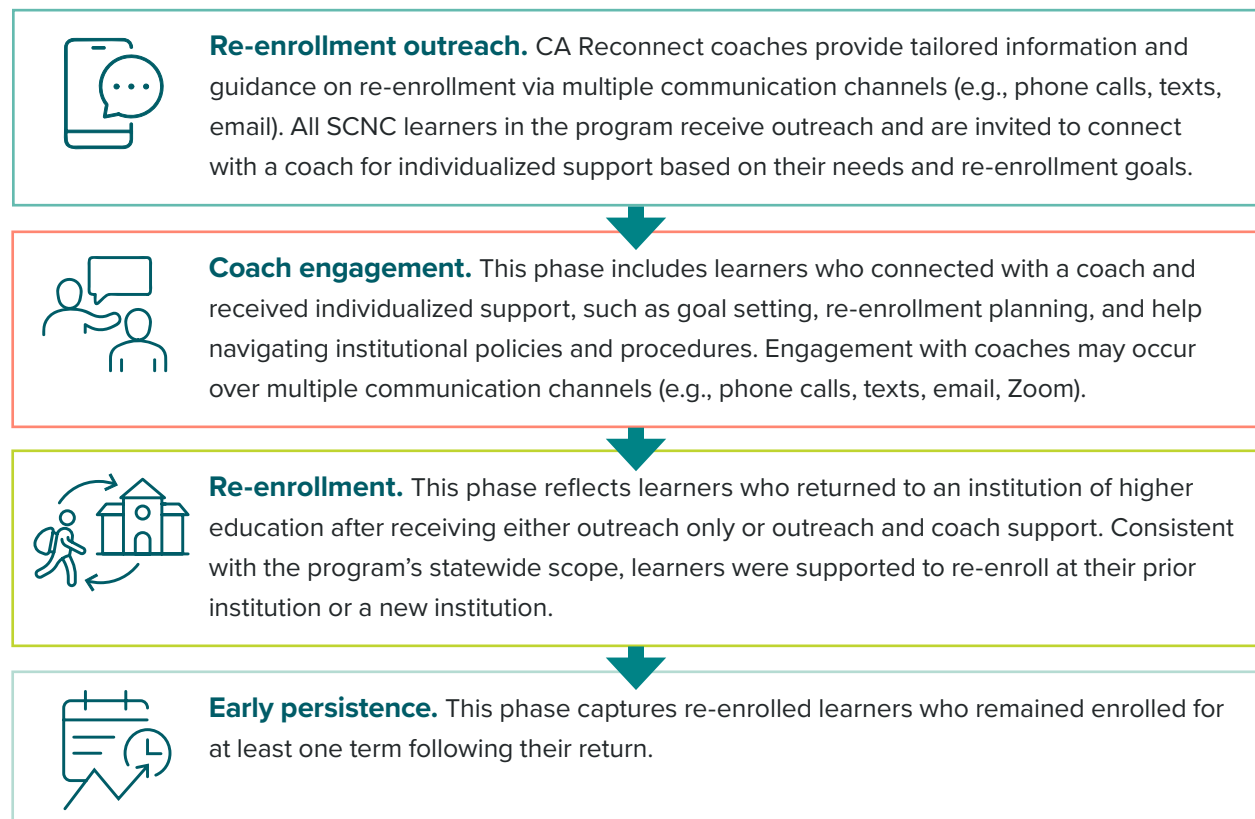 Re-enrollment outreach. CA Reconnect coaches provide tailored information and
guidance on re-enrollment via multiple communication channels (e.g., phone calls, texts,
email). All SCNC learners in the program receive outreach and are invited to connect
with a coach for individualized support based on their needs and re-enrollment goals.
Coach engagement. This phase includes learners who connected with a coach and
received individualized support, such as goal setting, re-enrollment planning, and help
navigating institutional policies and procedures. Engagement with coaches may occur
over multiple communication channels (e.g., phone calls, texts, email, Zoom).
Re-enrollment. This phase reflects learners who returned to an institution of higher
education after receiving either outreach only or outreach and coach support. Consistent
with the program’s statewide scope, learners were supported to re-enroll at their prior
institution or a new institution.
Early persistence. This phase captures re-enrolled learners who remained enrolled for
at least one term following their return.